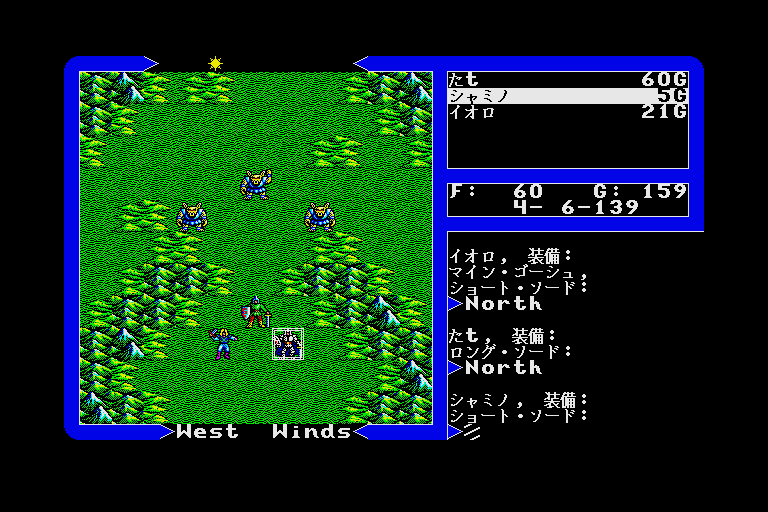 たt 60G
シャミノ 5G
イオロ 21G
F: 60 G: 159
4- 6-139
イオロ, 装備:
マイン・ゴーシュ,
ショート・ソード:
North
たt, 装備:
ロング・ソード:
North
シャミノ, 装備:
ショート・ソード:
West Winds